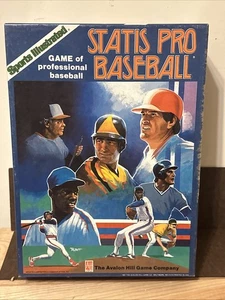 Sports Illustrated
GAME of
professional
baseball
STATIS PRO
BASEBALL
The Avalon Hill Game Company